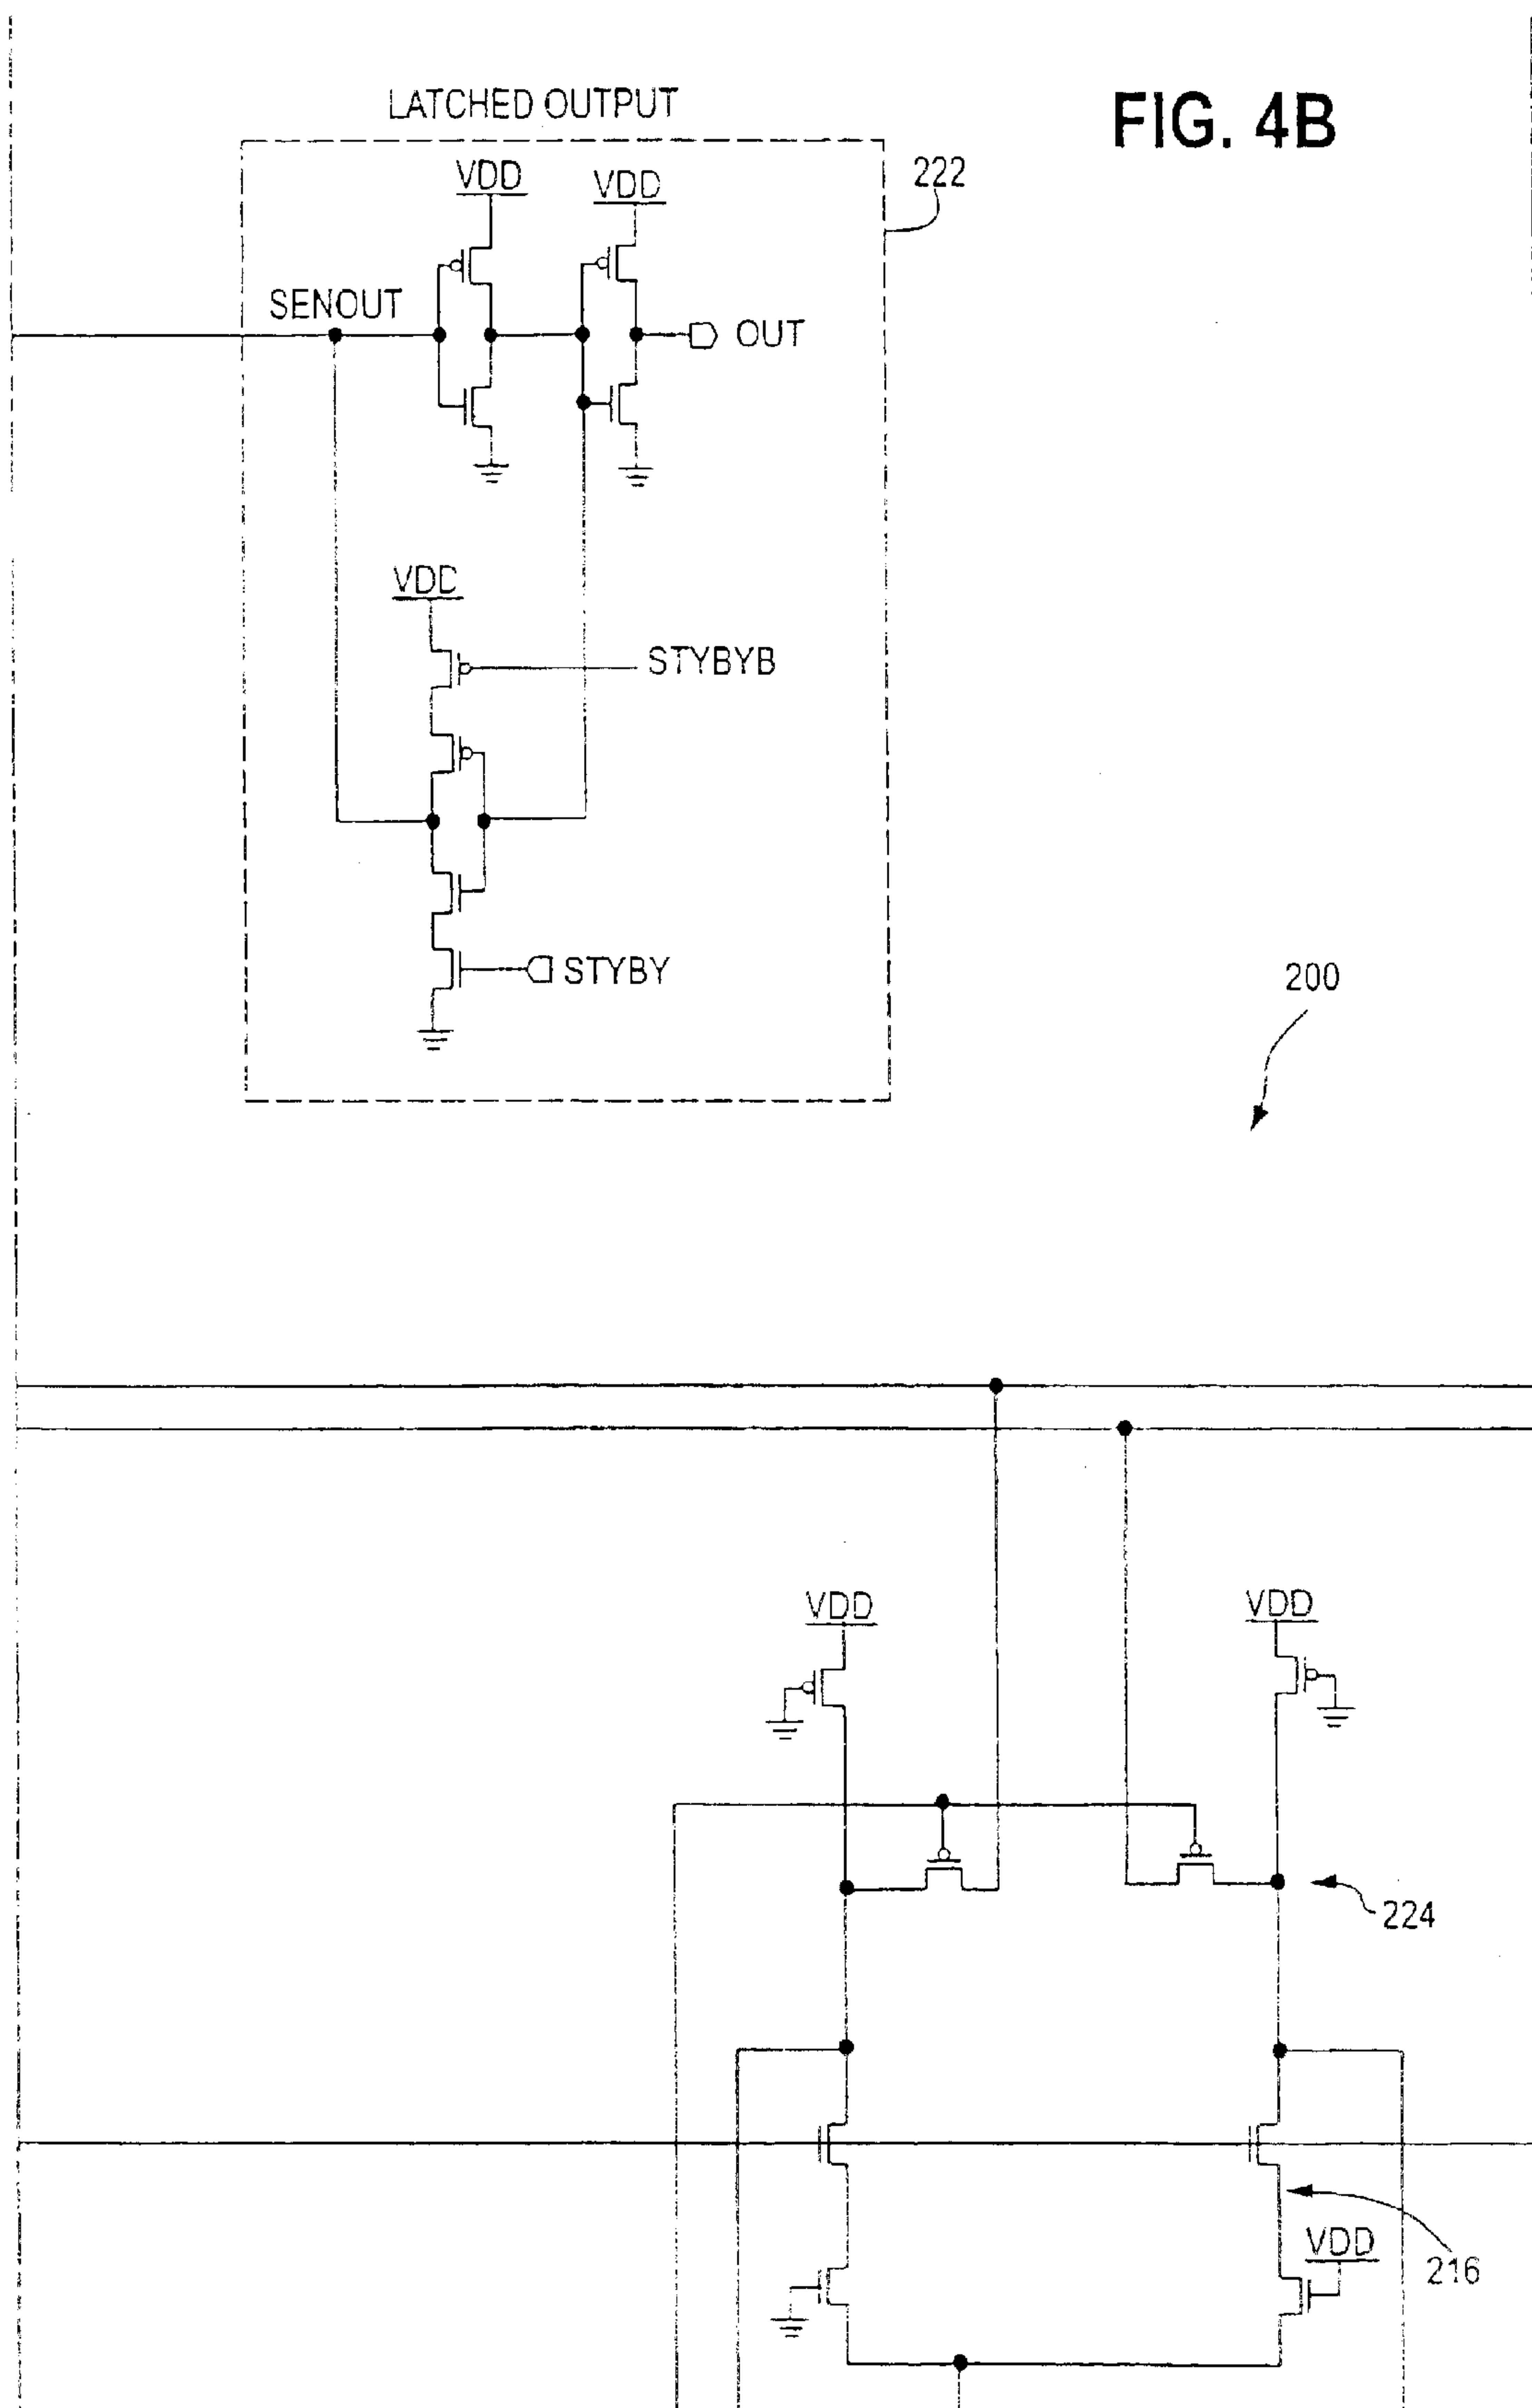 FIG. 4B
LATCHED OUTPUT
222
VDD
VDD
SENOUT
OUT
VDD
STYBYB
STYBY
200
VDD
VDD
224
VDD
216